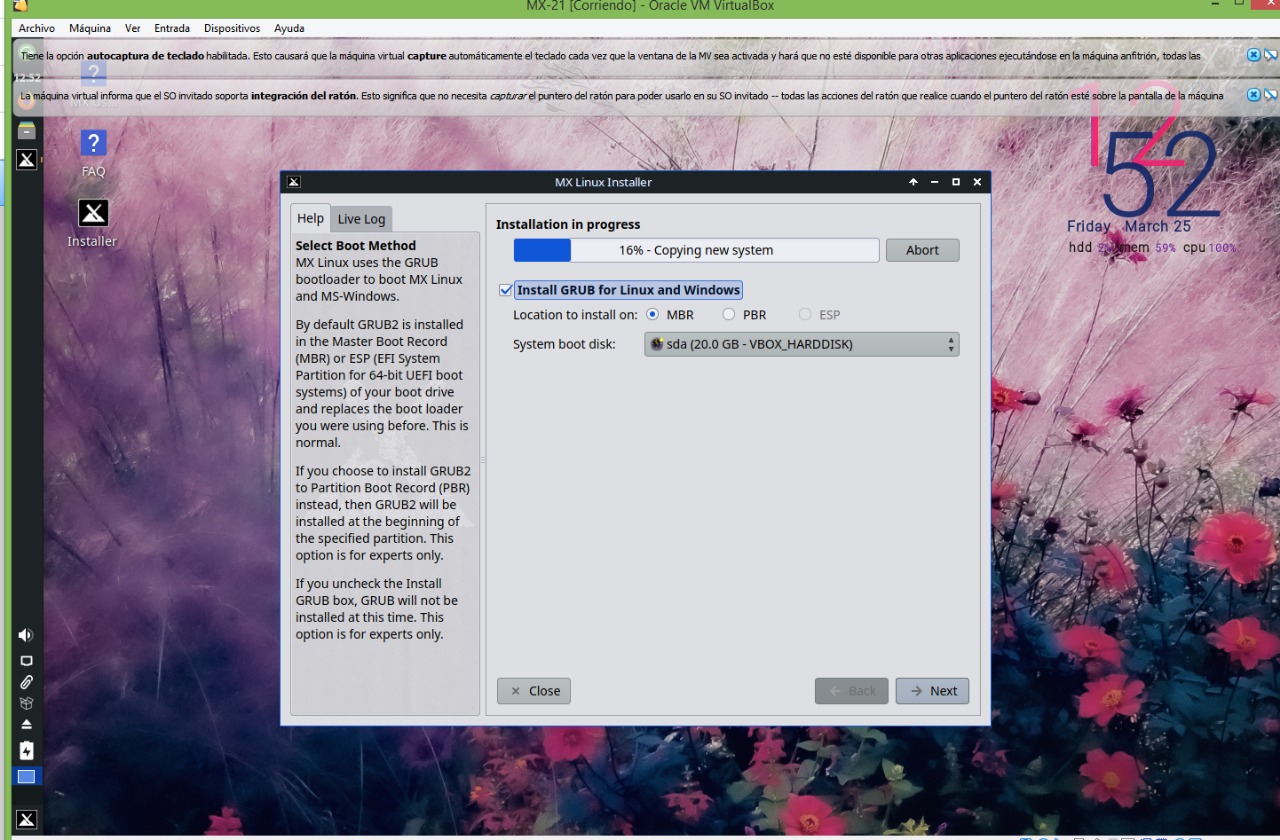 MX-21 [Corriendo] - Oracle VM VirtualBox
Archivo Máquina Ver Entrada Dispositivos Ayuda
Tiene la opción autocaptura de teclado habilitada. Esto causará que la máquina virtual capture automáticamente el teclado cada vez que la ventana de la MV sea activada y hará que no esté disponible para otras aplicaciones ejecutándose en la máquina anfitrión, todas las
12:52
La máquina virtual informa que el SO invitado soporta integración del ratón. Esto significa que no necesita capturar el puntero del ratón para poder usarlo en su SO invitado -- todas las acciones del ratón que realice cuando el puntero del ratón esté sobre la pantalla de la máquina
FAQ
Installer
12
52
Friday March 25
hdd mem 59% cpu 100%
MX Linux Installer
Help Live Log
Select Boot Method
MX Linux uses the GRUB
bootloader to boot MX Linux
and MS-Windows.
By default GRUB2 is installed
in the Master Boot Record
(MBR) or ESP (EFI System
Partition for 64-bit UEFI boot
systems) of your boot drive
and replaces the boot loader
you were using before. This is
normal.
If you choose to install GRUB2
to Partition Boot Record (PBR)
instead, then GRUB2 will be
installed at the beginning of
the specified partition. This
option is for experts only.
If you uncheck the Install
GRUB box, GRUB will not be
installed at this time. This
option is for experts only.
Installation in progress
16% - Copying new system Abort
Install GRUB for Linux and Windows
Location to install on: MBR PBR ESP
System boot disk: sda (20.0 GB - VBOX_HARDDISK)
Close Back Next